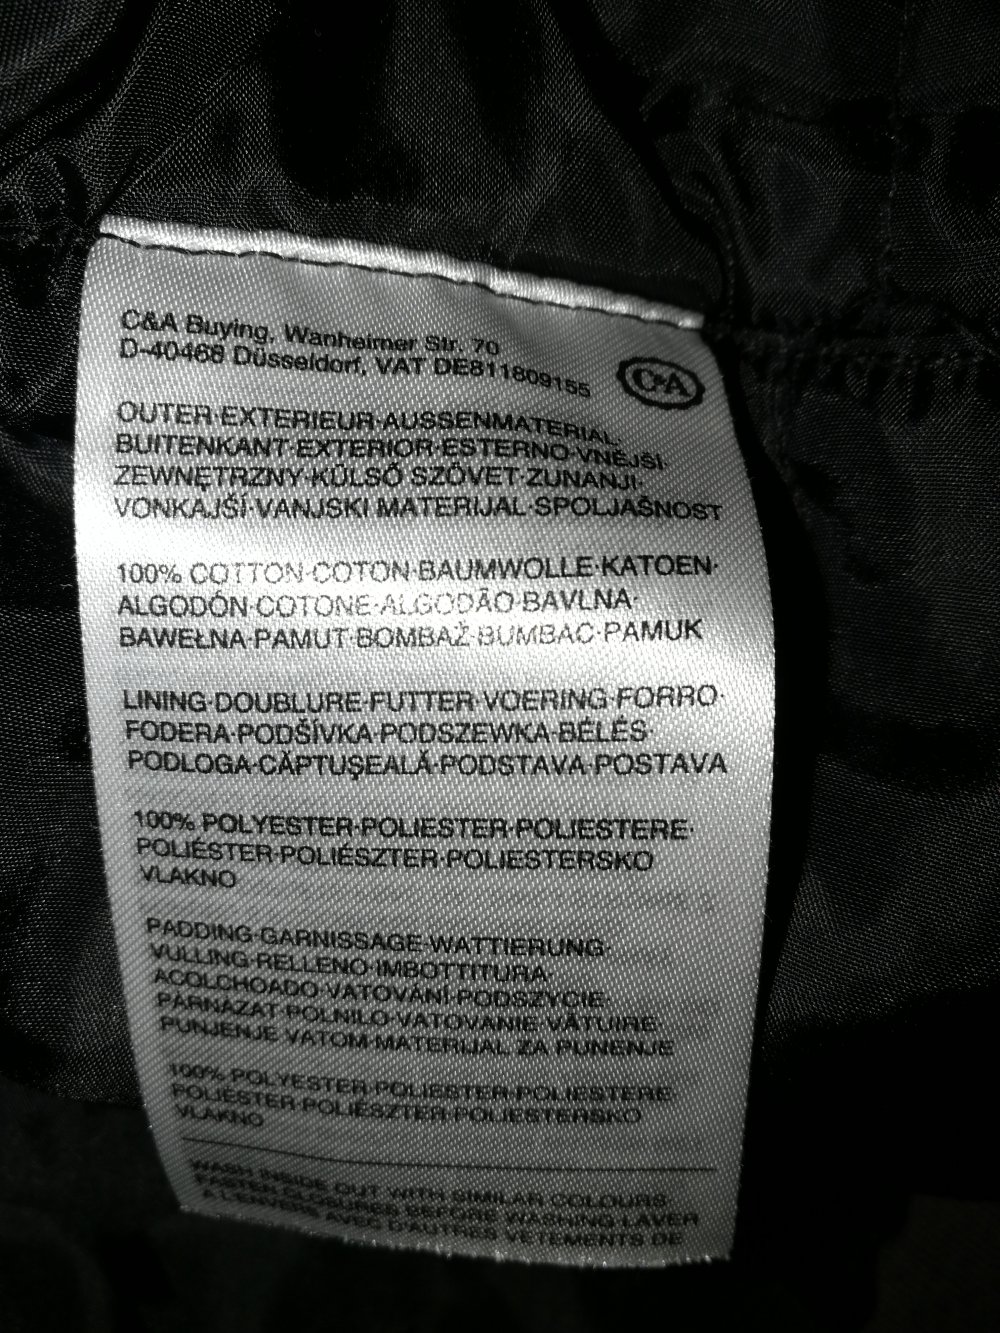 C&A Buying, Wanheimer Str. 70
D-40468 Düsseldorf, VAT DE811809155
C&A
OUTER·EXTERIEUR·AUSSENMATERIAL·
BUITENKANT·EXTERIOR·ESTERNO·VNĚJŠÍ·
ZEWNĘTRZNY·KÜLSŐ SZÖVET·ZUNANJI·
VONKAJŠÍ·VANJSKI MATERIJAL·SPOLJAŠNOST
100% COTTON·COTON·BAUMWOLLE·KATOEN·
ALGODÓN·COTONE·ALGODÃO·BAVLNA·
BAWEŁNA·PAMUT·BOMBAŽ·BUMBAC·PAMUK
LINING·DOUBLURE·FUTTER·VOERING·FORRO·
FODERA·PODŠÍVKA·PODSZEWKA·BÉLÉS·
PODLOGA·CĂPTUŞEALĂ·PODSTAVA·POSTAVA
100% POLYESTER·POLIESTER·POLIESTERE·
POLIÉSTER·POLIÉSZTER·POLIESTERSKO
VLAKNO
PADDING·GARNISSAGE·WATTIERUNG·
VULLING·RELLENO·IMBOTTITURA·
ACOLCHOADO·VATOVÁNÍ·PODSZYCIE·
PÁRNÁZAT·POLNILO·VATOVANIE·VĂTUIRE·
PUNJENJE VATOM·MATERIJAL ZA PUNENJE
100% POLYESTER·POLIESTER·POLIESTERE·
POLIÉSTER·POLIÉSZTER·POLIESTERSKO
VLAKNO
WASH INSIDE OUT WITH SIMILAR COLOURS·
FASTEN CLOSURES BEFORE WASHING·LAVER
A L'ENVERS AVEC D'AUTRES VETEMENTS DE